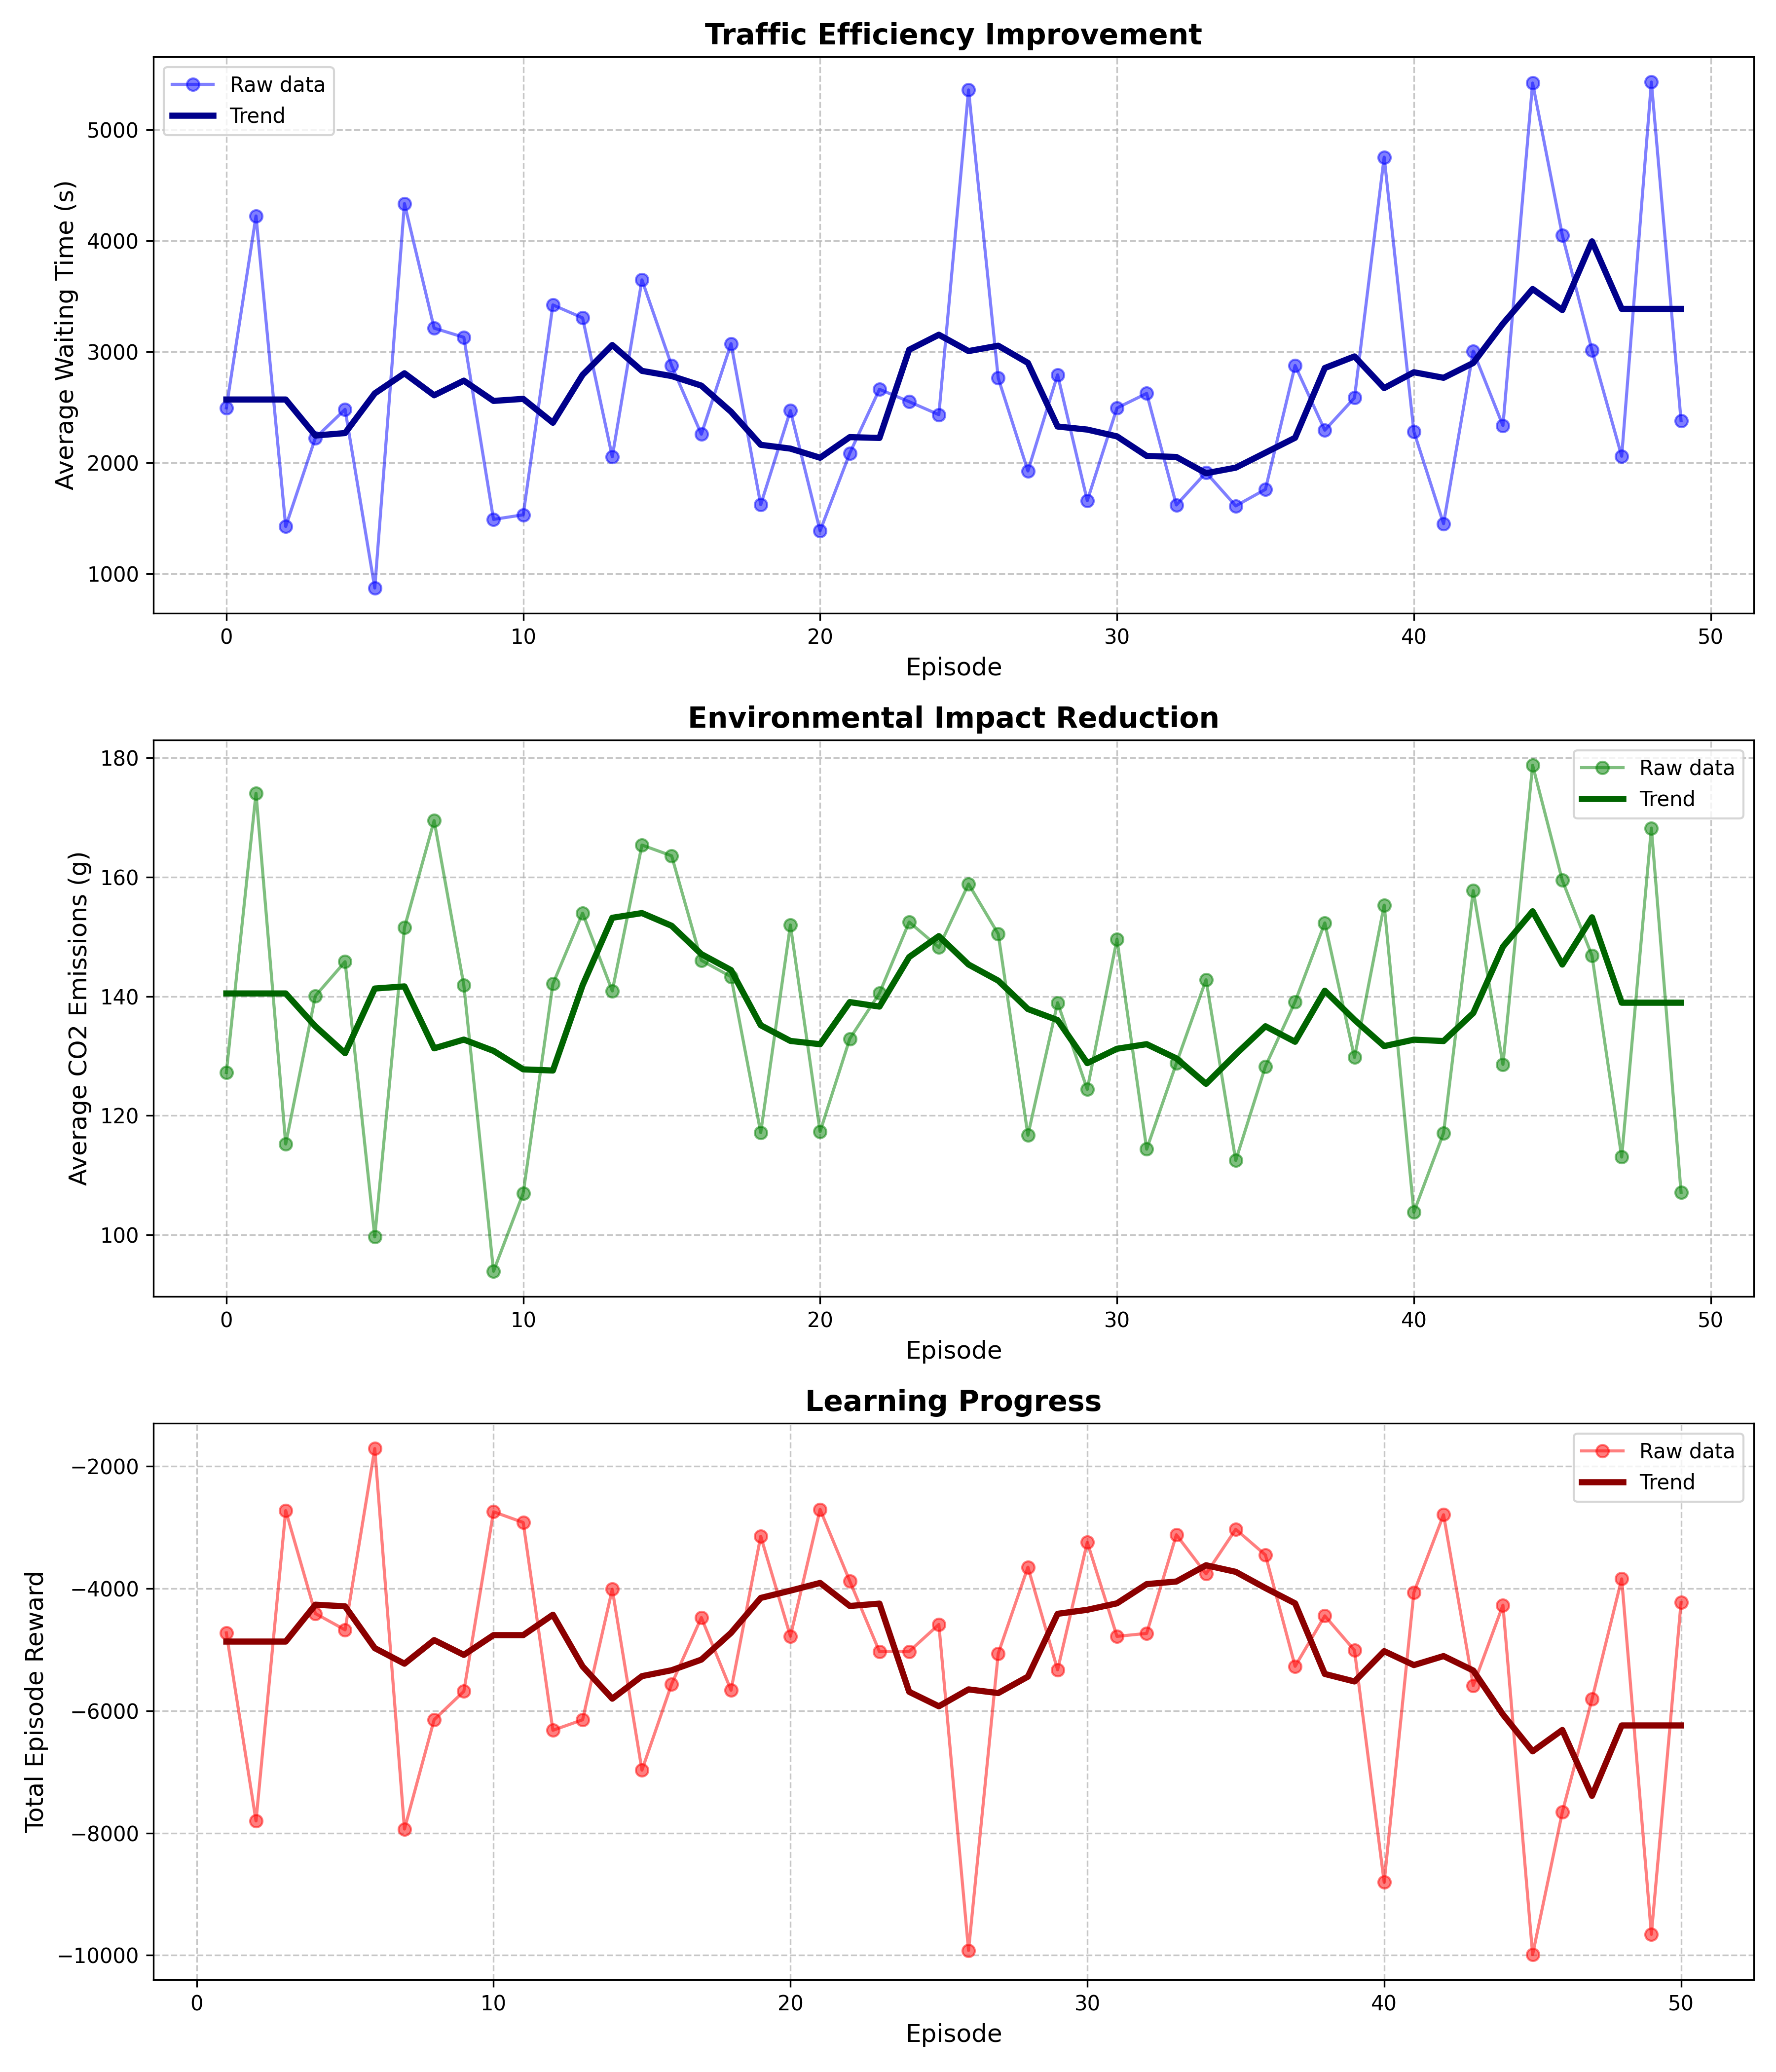 Traffic Efficiency Improvement
Raw data
Trend
Average Waiting Time (s)
5000
4000
3000
2000
1000
0 10 20 30 40 50
Episode
Environmental Impact Reduction
Raw data
Trend
Average CO2 Emissions (g)
180
160
140
120
100
0 10 20 30 40 50
Episode
Learning Progress
Raw data
Trend
Total Episode Reward
−2000
−4000
−6000
−8000
−10000
0 10 20 30 40 50
Episode